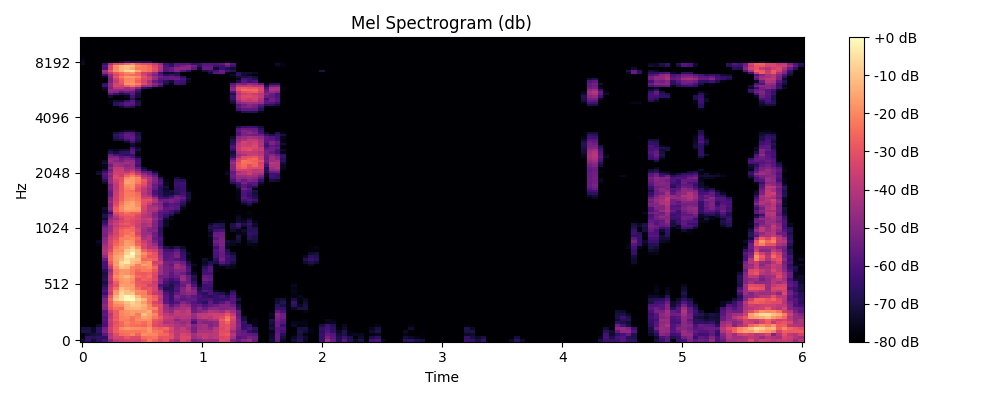 Mel Spectrogram (db)
8192
4096
2048
1024
512
0
Hz
0 1 2 3 4 5 6
Time
+0 dB
-10 dB
-20 dB
-30 dB
-40 dB
-50 dB
-60 dB
-70 dB
-80 dB